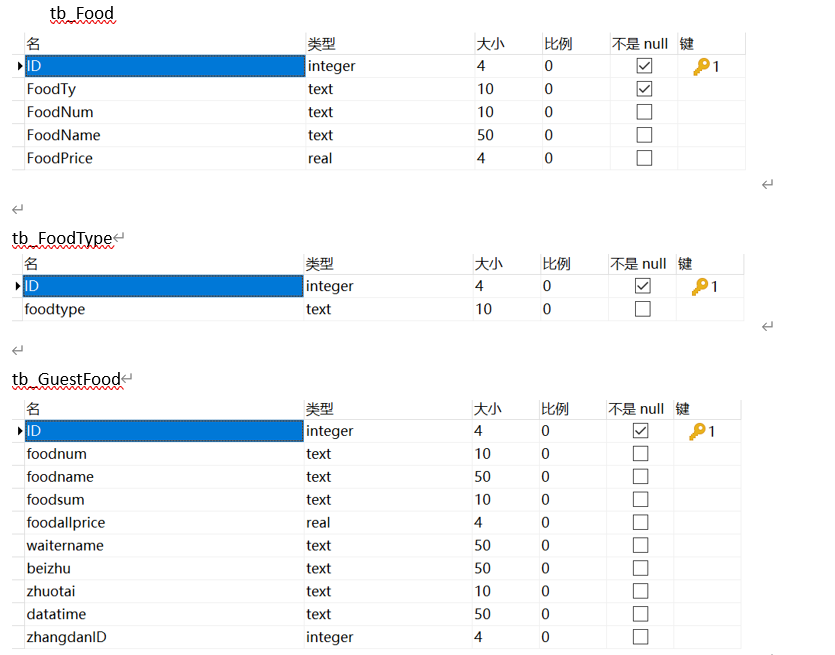 tb_Food
名 类型 大小 比例 不是 null 键
ID integer 4 0 1
FoodTy text 10 0
FoodNum text 10 0
FoodName text 50 0
FoodPrice real 4 0
tb_FoodType
名 类型 大小 比例 不是 null 键
ID integer 4 0 1
foodtype text 10 0
tb_GuestFood
名 类型 大小 比例 不是 null 键
ID integer 4 0 1
foodnum text 10 0
foodname text 50 0
foodsum text 10 0
foodallprice real 4 0
waitername text 50 0
beizhu text 50 0
zhuotai text 10 0
datatime text 50 0
zhangdanID integer 4 0